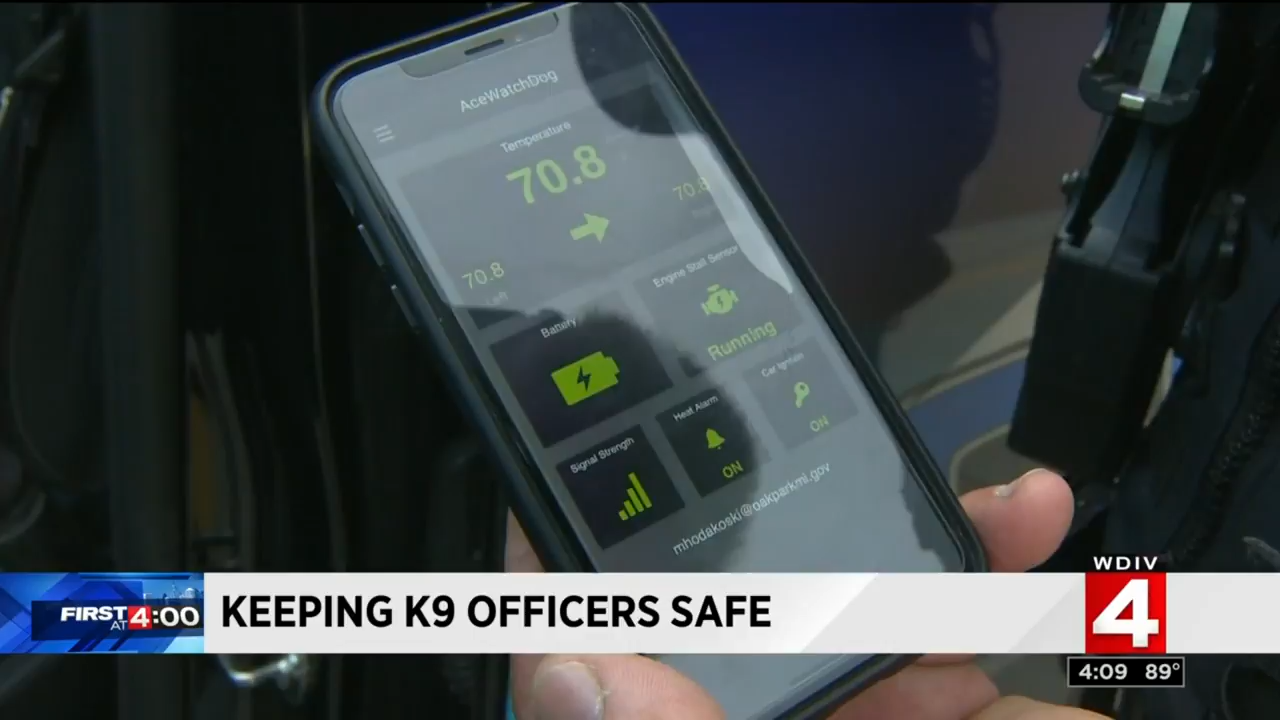 AceWatchDog
Temperature
70.8
70.8
70.8
Left
Battery
Engine Stall Sensor
Running
Signal Strength
Heat Alarm
ON
Car Ignition
ON
mhodakoski@oakparkmi.gov
FIRST AT 4:00
KEEPING K9 OFFICERS SAFE
WDIV
4
4:09 89°